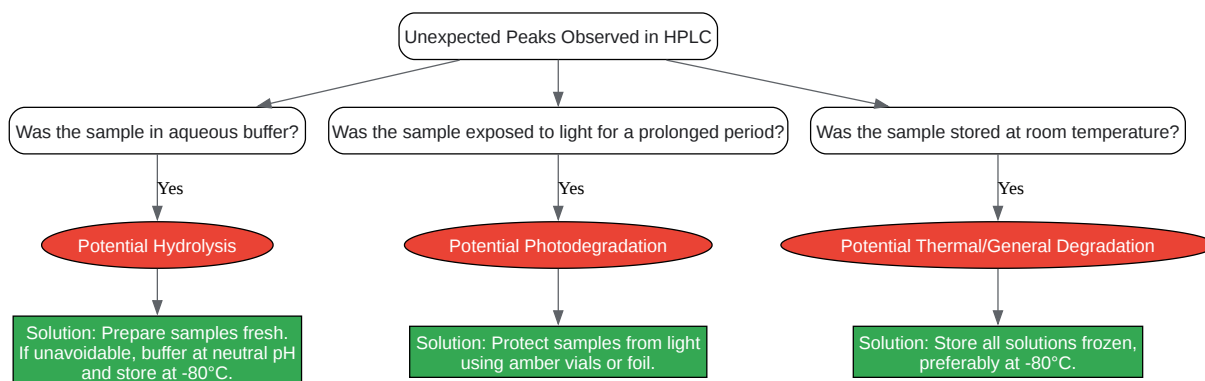 Unexpected Peaks Observed in HPLC
Was the sample in aqueous buffer?
Was the sample exposed to light for a prolonged period?
Was the sample stored at room temperature?
Yes
Yes
Yes
Potential Hydrolysis
Potential Photodegradation
Potential Thermal/General Degradation
Solution: Prepare samples fresh.
If unavoidable, buffer at neutral pH
and store at -80°C.
Solution: Protect samples from light
using amber vials or foil.
Solution: Store all solutions frozen,
preferably at -80°C.